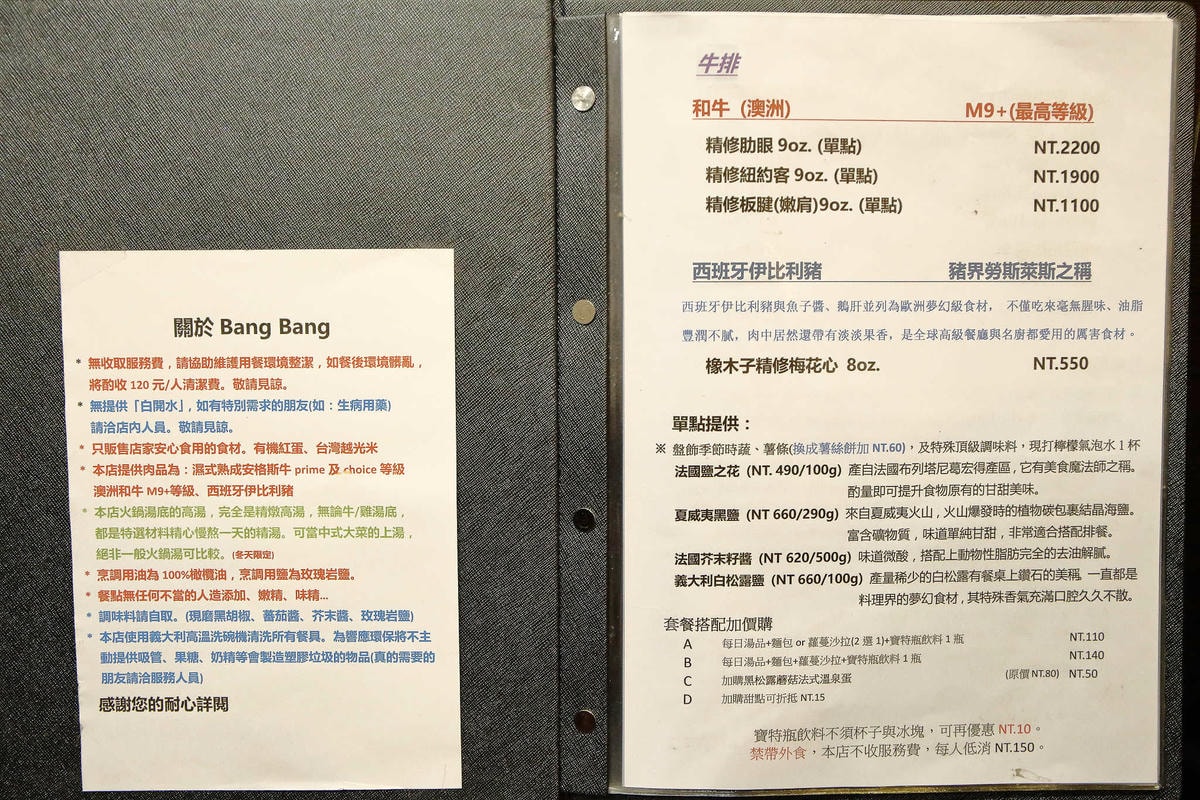 關於 Bang Bang
* 無收取服務費，請協助維護用餐環境整潔，如餐後環境髒亂，
將酌收 120 元/人清潔費。敬請見諒。
* 無提供「白開水」，如有特別需求的朋友(如：生病用藥)
請洽店內人員。敬請見諒。
* 只販售店家安心食用的食材。有機紅蛋、台灣越光米
* 本店提供肉品為：濕式熟成安格斯牛 prime 及 choice 等級
澳洲和牛 M9+等級、西班牙伊比利豬
* 本店火鍋湯底的高湯，完全是精燉高湯，無論牛/雞湯底，
都是特選材料精心慢熬一天的精湯。可當中式大菜的上湯，
絕非一般火鍋湯可比較。(冬天限定)
* 烹調用油為 100%橄欖油，烹調用鹽為玫瑰岩鹽。
* 餐點無任何不當的人造添加、嫩精、味精...
* 調味料請自取。(現磨黑胡椒、蕃茄醬、芥末醬、玫瑰岩鹽)
* 本店使用義大利高溫洗碗機清洗所有餐具。為響應環保將不主
動提供吸管、果糖、奶精等會製造塑膠垃圾的物品(真的需要的
朋友請洽服務人員)
感謝您的耐心詳閱
牛排
和牛 (澳洲) M9+(最高等級)
精修肋眼 9oz. (單點) NT.2200
精修紐約客 9oz. (單點) NT.1900
精修板腱(嫩肩)9oz. (單點) NT.1100
西班牙伊比利豬 豬界勞斯萊斯之稱
西班牙伊比利豬與魚子醬、鵝肝並列為歐洲夢幻級食材， 不僅吃來毫無腥味、油脂
豐潤不膩，肉中居然還帶有淡淡果香，是全球高級餐廳與名廚都愛用的厲害食材。
橡木子精修梅花心 8oz. NT.550
單點提供：
※ 盤飾季節時蔬、薯條(換成薯絲餅加 NT.60)，及特殊頂級調味料，現打檸檬氣泡水 1 杯
法國鹽之花 (NT. 490/100g) 產自法國布列塔尼葛宏得產區，它有美食魔法師之稱。
酌量即可提升食物原有的甘甜美味。
夏威夷黑鹽 (NT 660/290g) 來自夏威夷火山，火山爆發時的植物碳包裹結晶海鹽。
富含礦物質，味道單純甘甜，非常適合搭配排餐。
法國芥末籽醬 (NT 620/500g) 味道微酸，搭配上動物性脂肪完全的去油解膩。
義大利白松露鹽 (NT 660/100g) 產量稀少的白松露有餐桌上鑽石的美稱，一直都是
料理界的夢幻食材，其特殊香氣充滿口腔久久不散。
套餐搭配加價購
A 每日湯品+麵包 or 蘿蔓沙拉(2 選 1)+寶特瓶飲料 1 瓶 NT.110
B 每日湯品+麵包+蘿蔓沙拉+寶特瓶飲料 1 瓶 NT.140
C 加購黑松露蘑菇法式溫泉蛋 (原價 NT.80) NT.50
D 加購甜點可折抵 NT.15
寶特瓶飲料不須杯子與冰塊，可再優惠 NT.10。
禁帶外食，本店不收服務費，每人低消 NT.150。